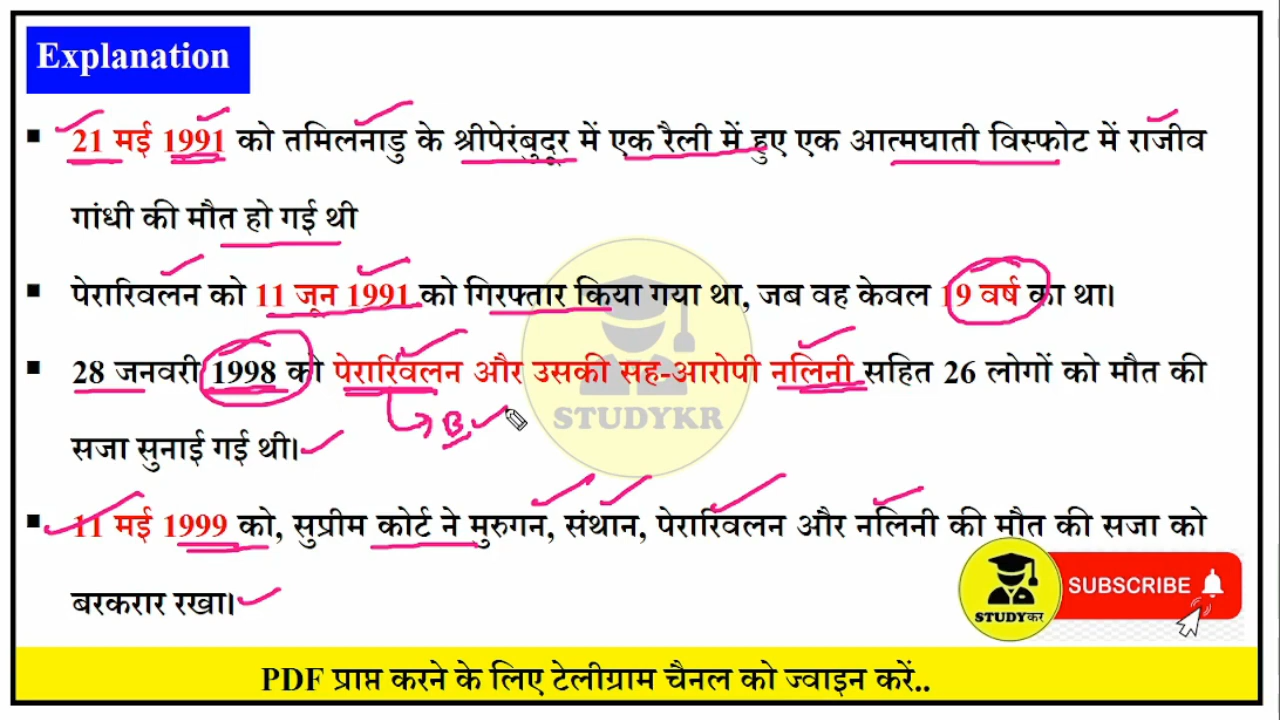 Explanation
21 मई 1991 को तमिलनाडु के श्रीपेरंबुदूर में एक रैली में हुए एक आत्मघाती विस्फोट में राजीव
गांधी की मौत हो गई थी
पेरारिवलन को 11 जून 1991 को गिरफ्तार किया गया था, जब वह केवल 19 वर्ष का था।
28 जनवरी 1998 को पेरारिवलन और उसकी सह-आरोपी नलिनी सहित 26 लोगों को मौत की
B
STUDYKR
सजा सुनाई गई थी।
11 मई 1999 को, सुप्रीम कोर्ट ने मुरुगन, संथान, पेरारिवलन और नलिनी की मौत की सजा को
बरकरार रखा।
SUBSCRIBE
STUDYकर
PDF प्राप्त करने के लिए टेलीग्राम चैनल को ज्वाइन करें..